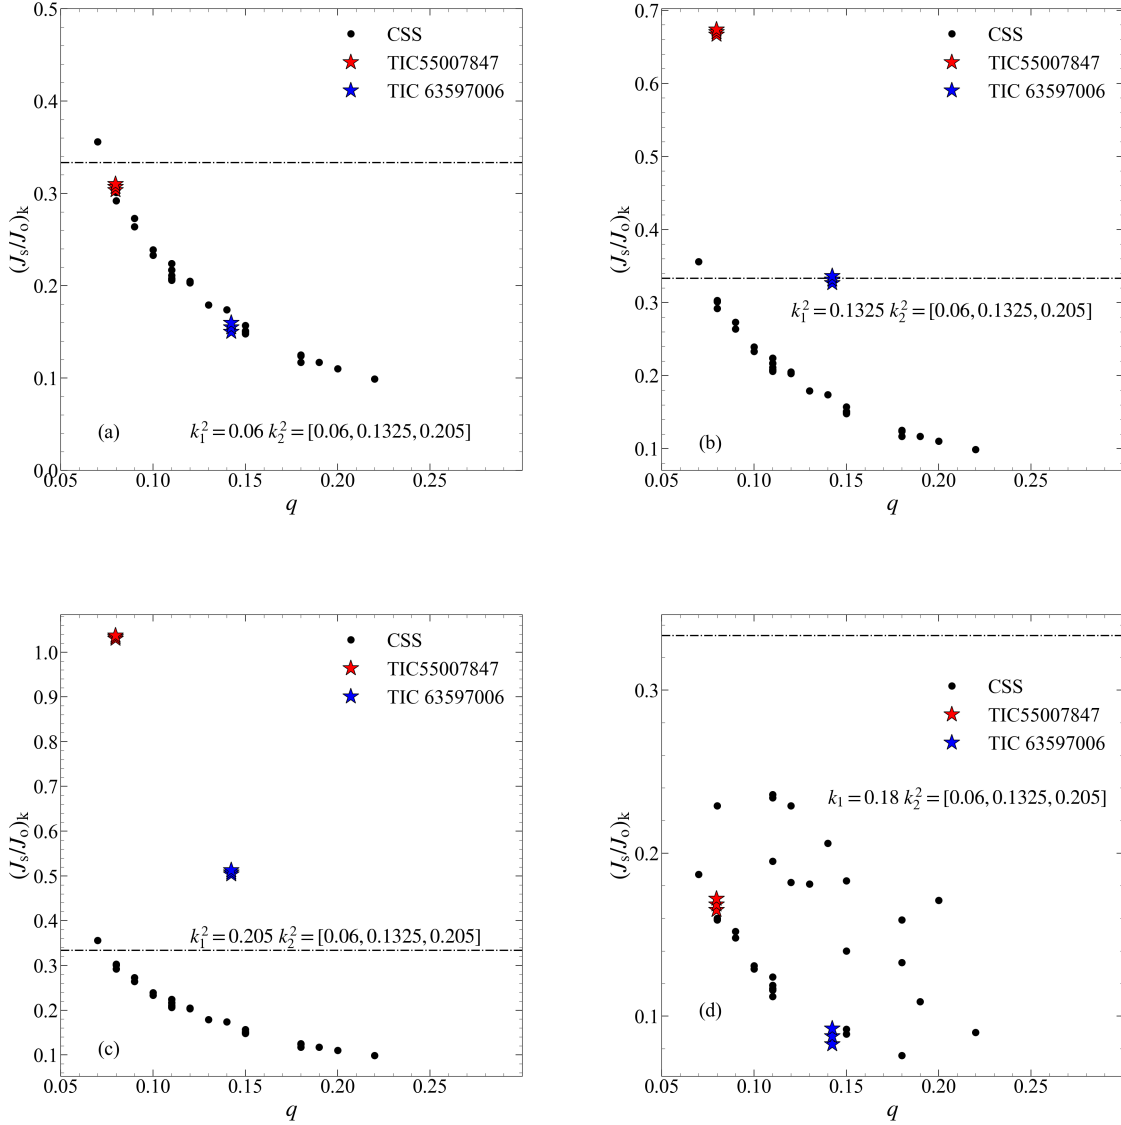 0.5
0.4
0.3
0.2
0.1
0.0
(J_s/J_o)_k
CSS
TIC55007847
TIC 63597006
(a)
k_1^2 = 0.06 k_2^2 = [0.06, 0.1325, 0.205]
0.05 0.10 0.15 0.20 0.25
q
0.7
0.6
0.5
0.4
0.3
0.2
0.1
(J_s/J_o)_k
CSS
TIC55007847
TIC 63597006
k_1^2 = 0.1325 k_2^2 = [0.06, 0.1325, 0.205]
(b)
0.05 0.10 0.15 0.20 0.25
q
1.0
0.9
0.8
0.7
0.6
0.5
0.4
0.3
0.2
0.1
(J_s/J_o)_k
CSS
TIC55007847
TIC 63597006
k_1^2 = 0.205 k_2^2 = [0.06, 0.1325, 0.205]
(c)
0.05 0.10 0.15 0.20 0.25
q
0.3
0.2
0.1
(J_s/J_o)_k
CSS
TIC55007847
TIC 63597006
k_1 = 0.18 k_2^2 = [0.06, 0.1325, 0.205]
(d)
0.05 0.10 0.15 0.20 0.25
q